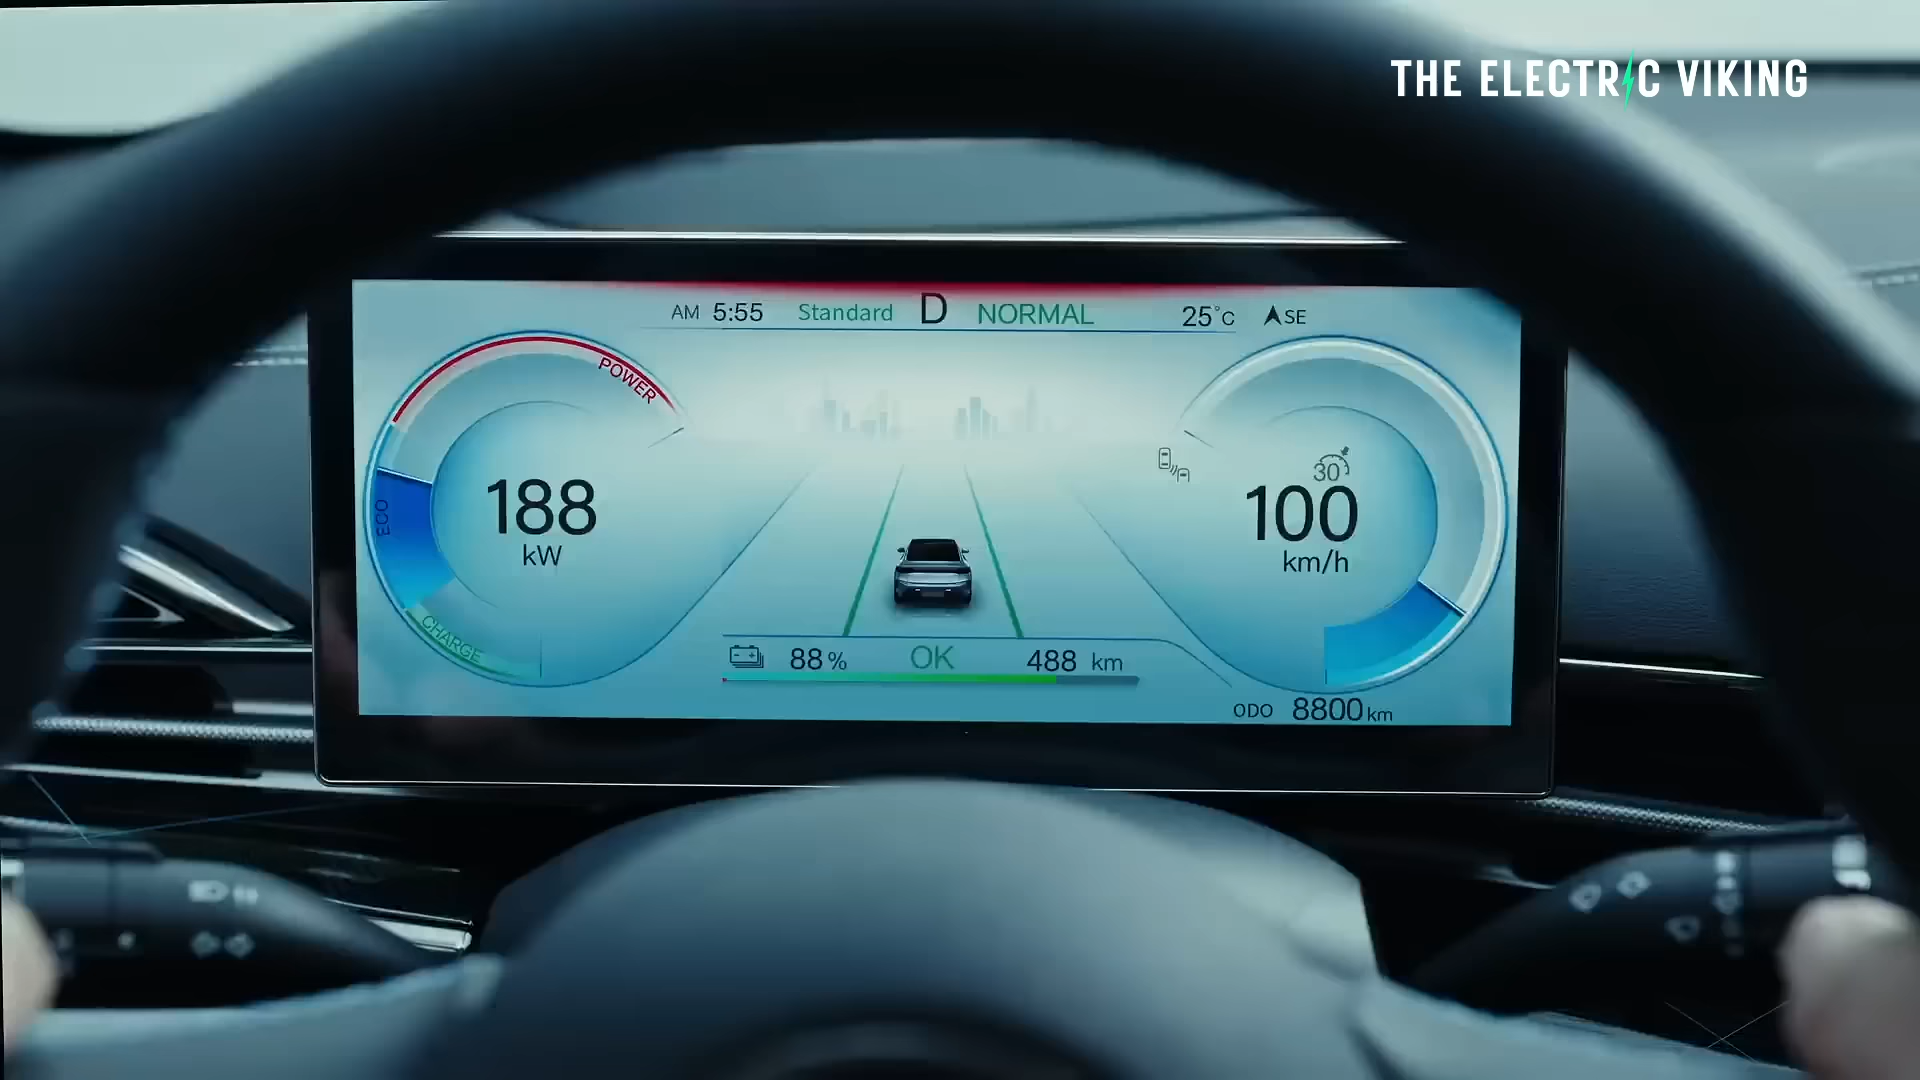 THE ELECTRIC VIKING
AM 5:55 Standard D NORMAL 25°C SE
POWER
ECO
CHARGE
188
kW
30
100
km/h
88% OK 488 km
ODO 8800 km